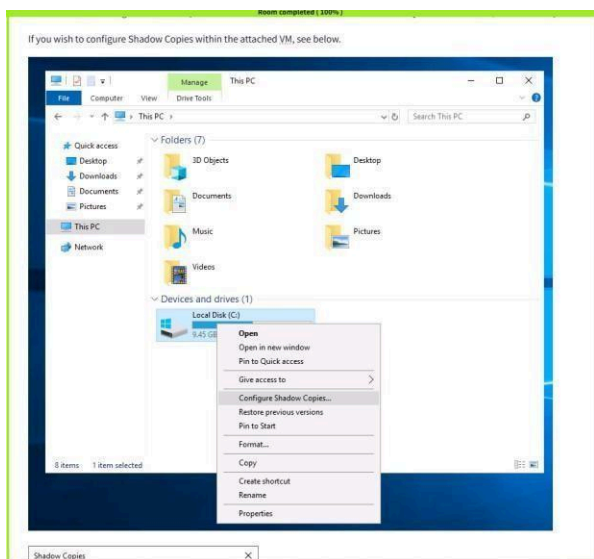 Room completed ( 100% )
If you wish to configure Shadow Copies within the attached VM, see below.
Manage
This PC
File
Computer
View
Drive Tools
This PC
Search This PC
Quick access
Desktop
Downloads
Documents
Pictures
This PC
Network
Folders (7)
3D Objects
Desktop
Documents
Downloads
Music
Pictures
Videos
Devices and drives (1)
Local Disk (C:)
9.45 GB
Open
Open in new window
Pin to Quick access
Give access to
Configure Shadow Copies...
Restore previous versions
Pin to Start
Format...
Copy
Create shortcut
Rename
Properties
8 items
1 item selected
Shadow Copies